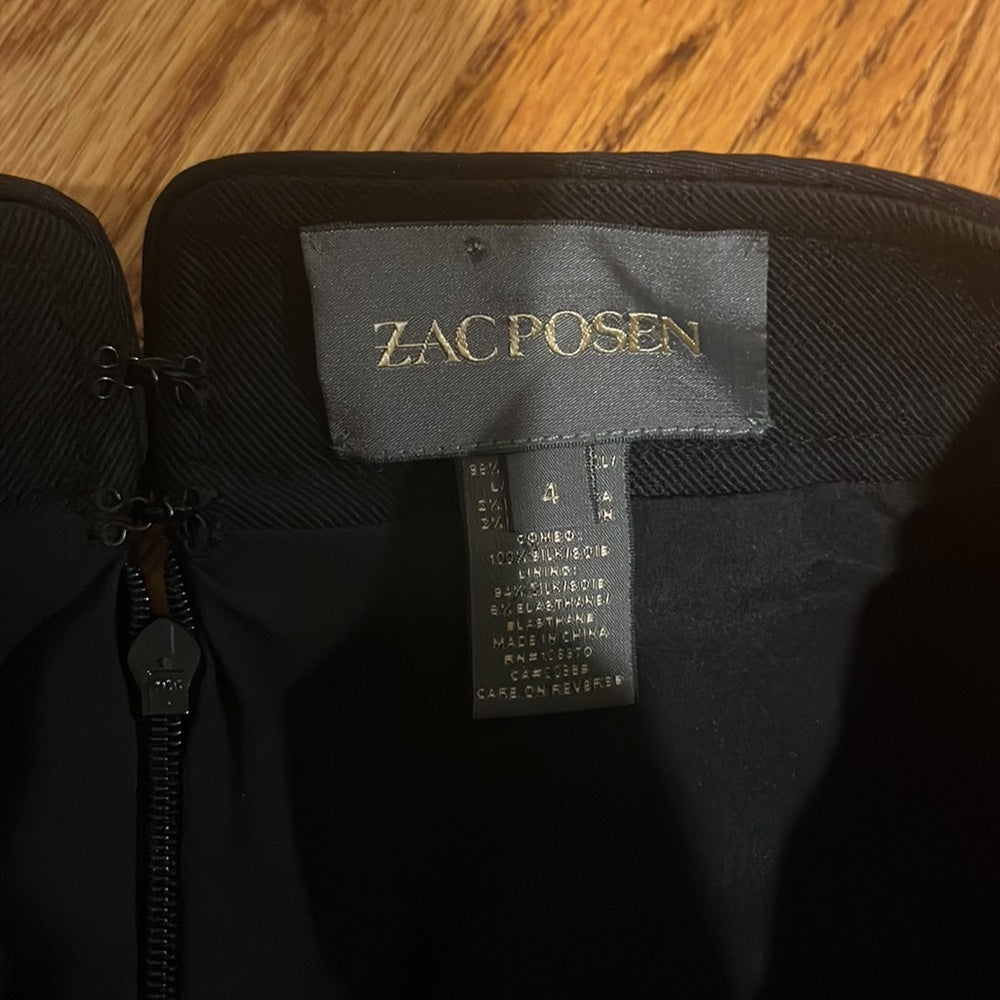 ZAC POSEN
4
COMBO:
100% SILK/SOIE
LINING:
94% SILK/SOIE
6% ELASTHANE/
ELASTHANE
MADE IN CHINA
CARE ON REVERSE